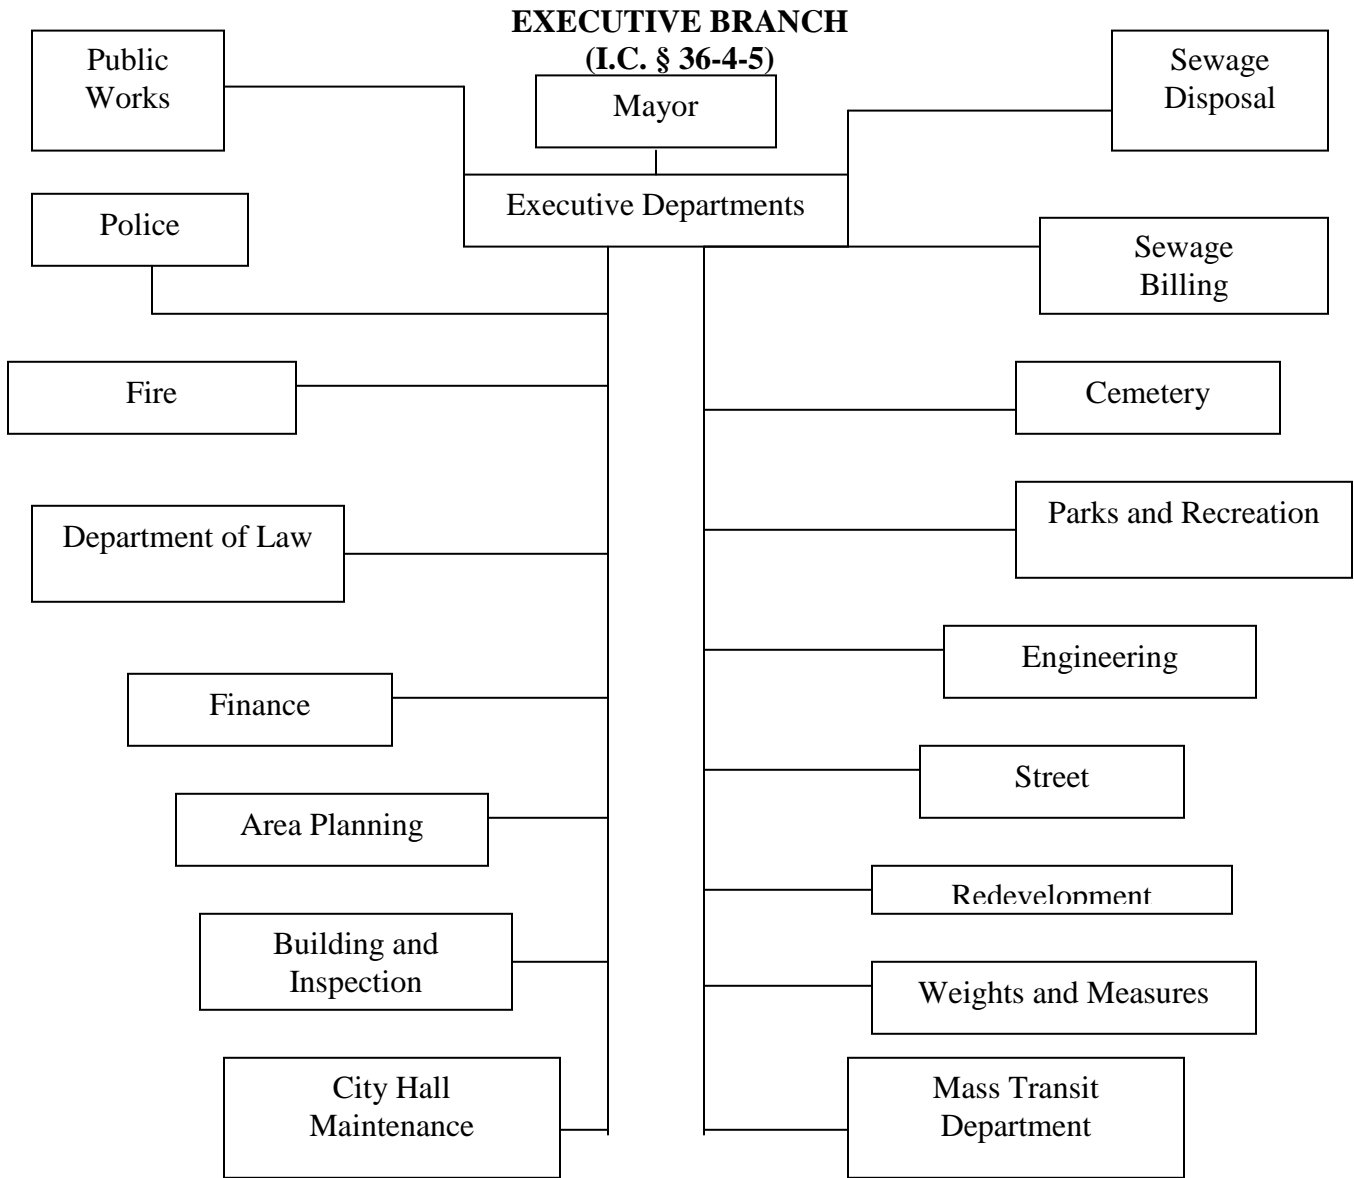 EXECUTIVE BRANCH
(I.C. § 36-4-5)
Mayor
Executive Departments
Public
Works
Police
Fire
Department of Law
Finance
Area Planning
Building and
Inspection
City Hall
Maintenance
Sewage
Disposal
Sewage
Billing
Cemetery
Parks and Recreation
Engineering
Street
Redevelopment
Weights and Measures
Mass Transit
Department